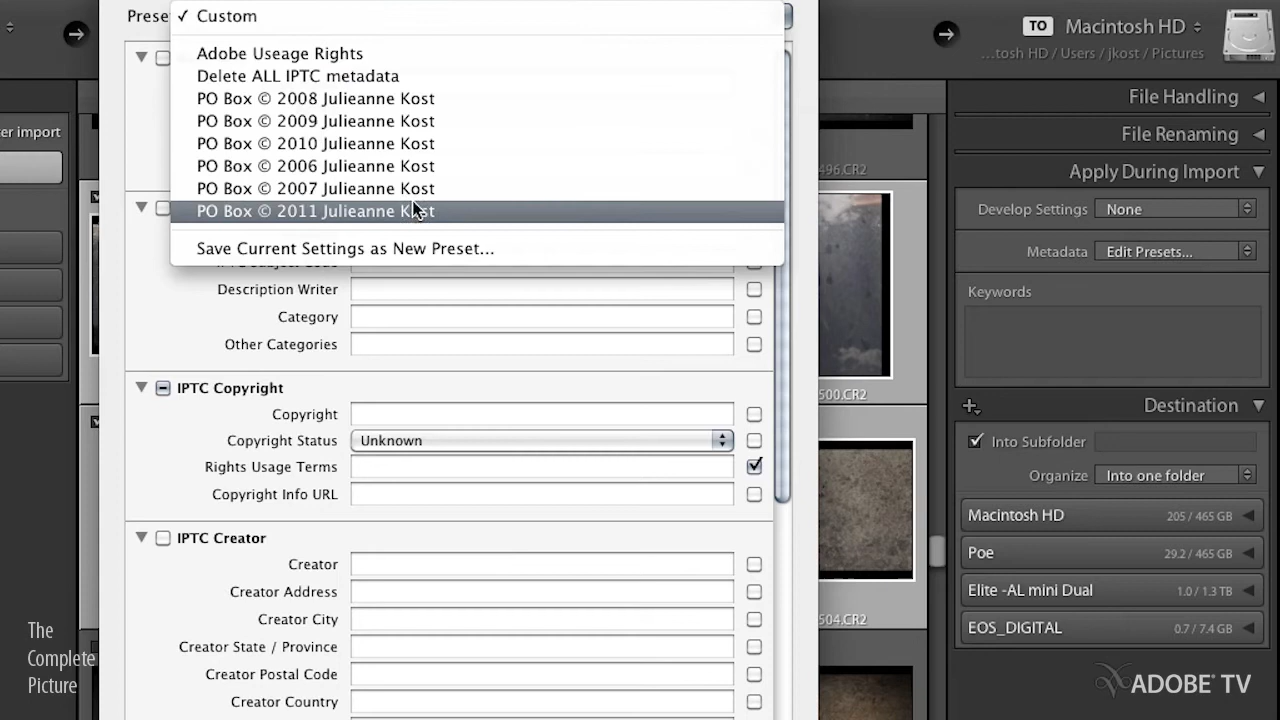 Prese ✓ Custom
Adobe Useage Rights
Delete ALL IPTC metadata
PO Box © 2008 Julieanne Kost
PO Box © 2009 Julieanne Kost
PO Box © 2010 Julieanne Kost
PO Box © 2006 Julieanne Kost
PO Box © 2007 Julieanne Kost
PO Box © 2011 Julieanne Kost
Save Current Settings as New Preset...
Description Writer
Category
Other Categories
IPTC Copyright
Copyright
Copyright Status Unknown
Rights Usage Terms
Copyright Info URL
IPTC Creator
Creator
Creator Address
Creator City
Creator State / Province
Creator Postal Code
Creator Country
er import
The
Complete
Picture
496.CR2
500.CR2
504.CR2
TO Macintosh HD
...tosh HD / Users / jkost / Pictures
File Handling
File Renaming
Apply During Import
Develop Settings None
Metadata Edit Presets...
Keywords
Destination
Into Subfolder
Organize Into one folder
Macintosh HD 205 / 465 GB
Poe 29.2 / 465 GB
Elite -AL mini Dual 1.0 / 1.3 TB
EOS_DIGITAL 0.7 / 7.4 GB
ADOBE® TV